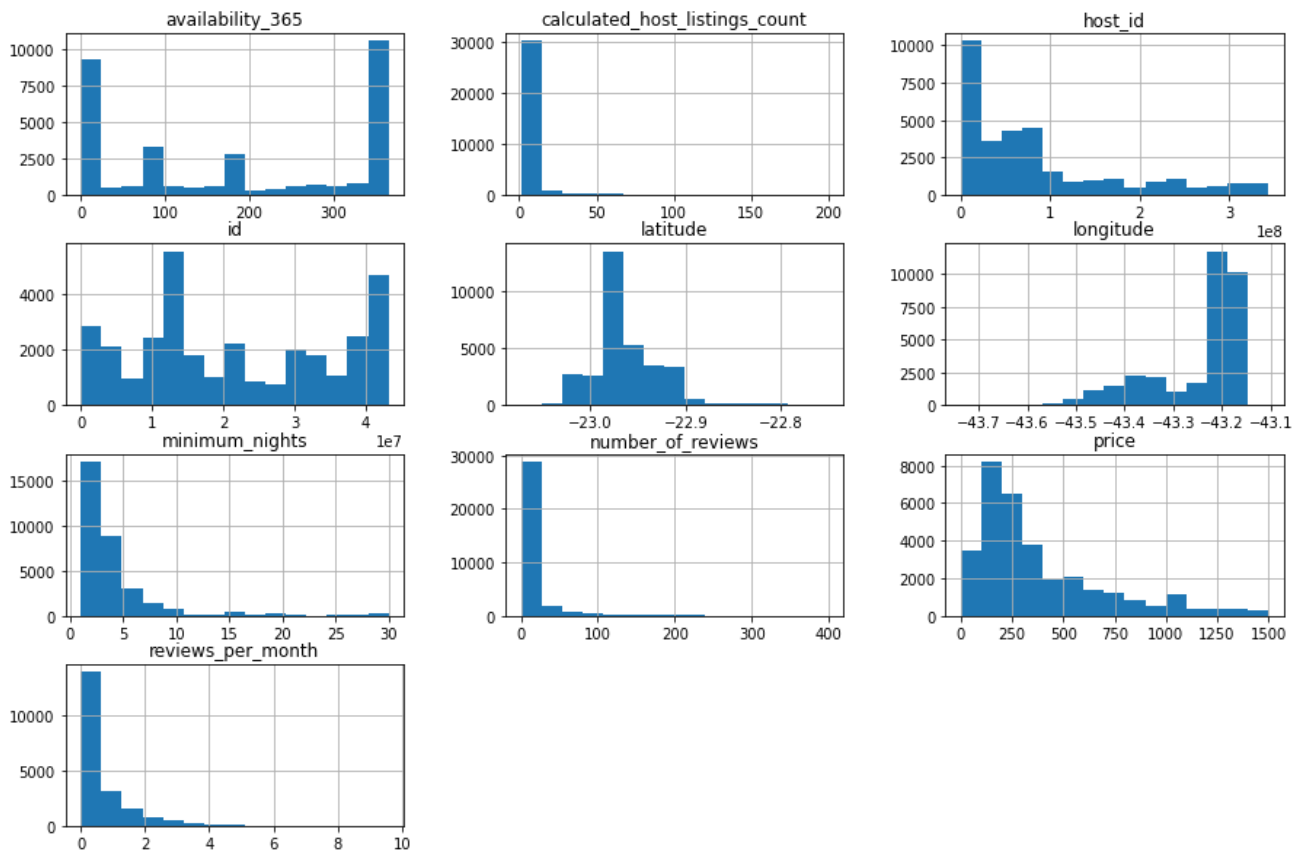 availability_365
10000
7500
5000
2500
0
0 100 200 300
calculated_host_listings_count
30000
20000
10000
0
0 50 100 150 200
host_id
10000
7500
5000
2500
0
0 1 2 3
1e8
id
4000
2000
0
0 1 2 3 4
1e7
latitude
10000
5000
0
−23.0 −22.9 −22.8
longitude
10000
7500
5000
2500
0
−43.7 −43.6 −43.5 −43.4 −43.3 −43.2 −43.1
minimum_nights
15000
10000
5000
0
0 5 10 15 20 25 30
number_of_reviews
30000
20000
10000
0
0 100 200 300 400
price
8000
6000
4000
2000
0
0 250 500 750 1000 1250 1500
reviews_per_month
10000
5000
0
0 2 4 6 8 10